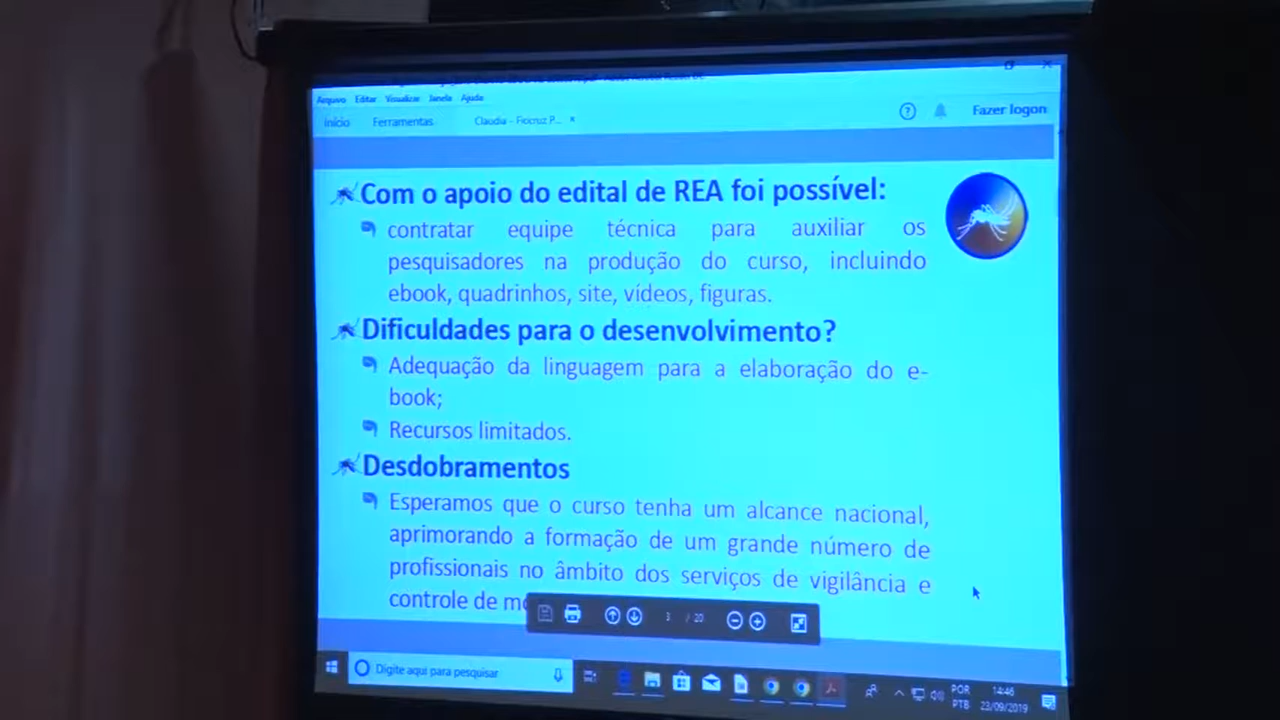 Arquivo Editar Visualizar Janela Ajuda
Início Ferramentas Claudia - Fiocruz P... × ? Fazer logon
Com o apoio do edital de REA foi possível:
contratar equipe técnica para auxiliar os
pesquisadores na produção do curso, incluindo
ebook, quadrinhos, site, vídeos, figuras.
Dificuldades para o desenvolvimento?
Adequação da linguagem para a elaboração do e-
book;
Recursos limitados.
Desdobramentos
Esperamos que o curso tenha um alcance nacional,
aprimorando a formação de um grande número de
profissionais no âmbito dos serviços de vigilância e
controle de
3 / 20
Digite aqui para pesquisar
POR 14:46
PTB 23/09/2019